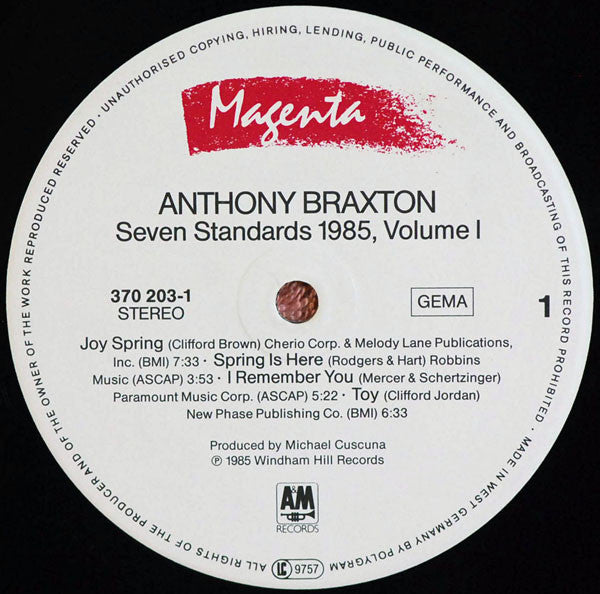 Magenta
ANTHONY BRAXTON
Seven Standards 1985, Volume I
370 203-1
STEREO
GEMA
1
Joy Spring (Clifford Brown) Cherio Corp. & Melody Lane Publications,
Inc. (BMI) 7:33 · Spring Is Here (Rodgers & Hart) Robbins
Music (ASCAP) 3:53 · I Remember You (Mercer & Schertzinger)
Paramount Music Corp. (ASCAP) 5:22 · Toy (Clifford Jordan)
New Phase Publishing Co. (BMI) 6:33
Produced by Michael Cuscuna
℗ 1985 Windham Hill Records
A&M
RECORDS
LC 9757
ALL RIGHTS OF THE PRODUCER AND OF THE OWNER OF THE WORK REPRODUCED RESERVED · UNAUTHORISED COPYING, HIRING, LENDING, PUBLIC PERFORMANCE AND BROADCASTING OF THIS RECORD PROHIBITED · MADE IN WEST GERMANY BY POLYGRAM